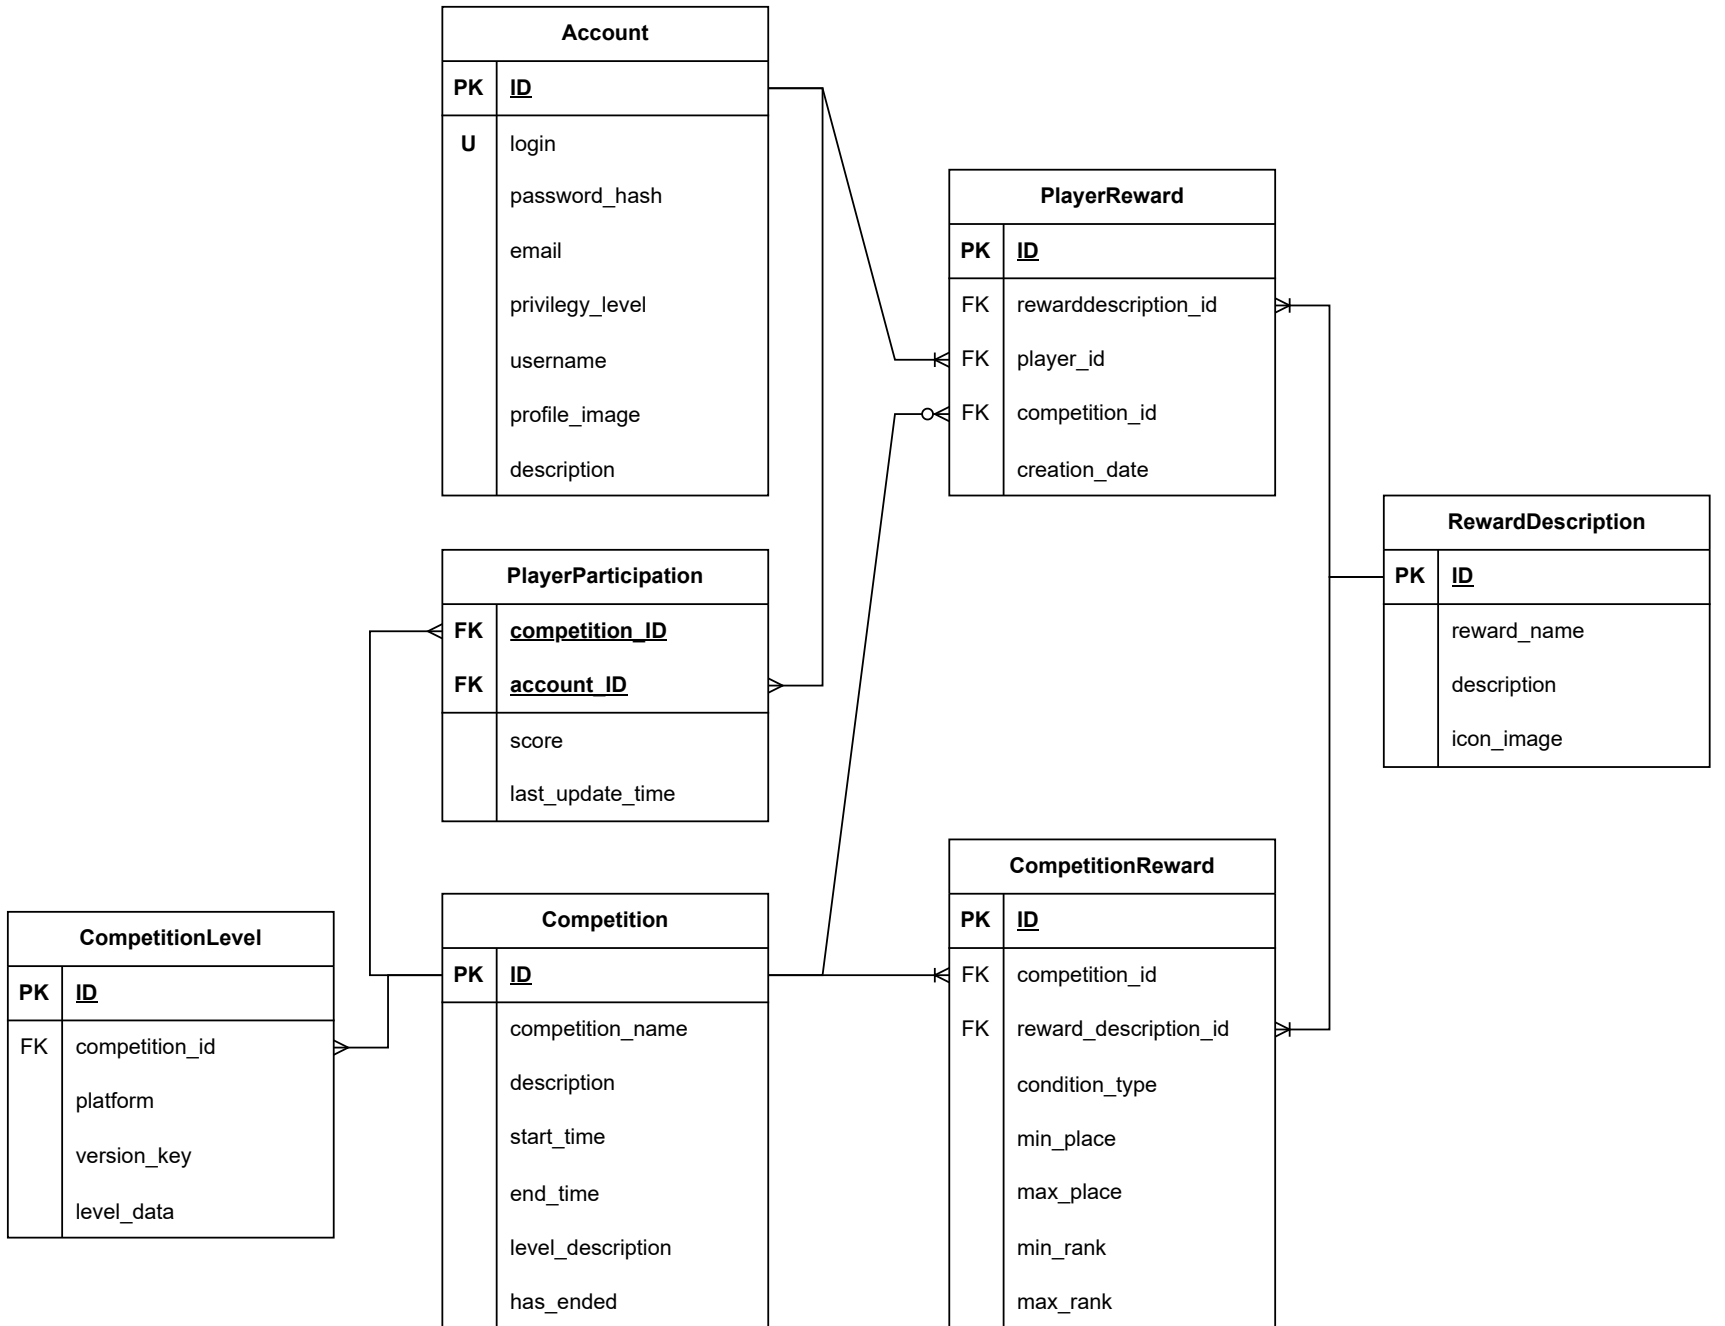 Account
PK ID
U login
password_hash
email
privilegy_level
username
profile_image
description
PlayerReward
PK ID
FK rewarddescription_id
FK player_id
FK competition_id
creation_date
RewardDescription
PK ID
reward_name
description
icon_image
PlayerParticipation
FK competition_ID
FK account_ID
score
last_update_time
CompetitionLevel
PK ID
FK competition_id
platform
version_key
level_data
Competition
PK ID
competition_name
description
start_time
end_time
level_description
has_ended
CompetitionReward
PK ID
FK competition_id
FK reward_description_id
condition_type
min_place
max_place
min_rank
max_rank